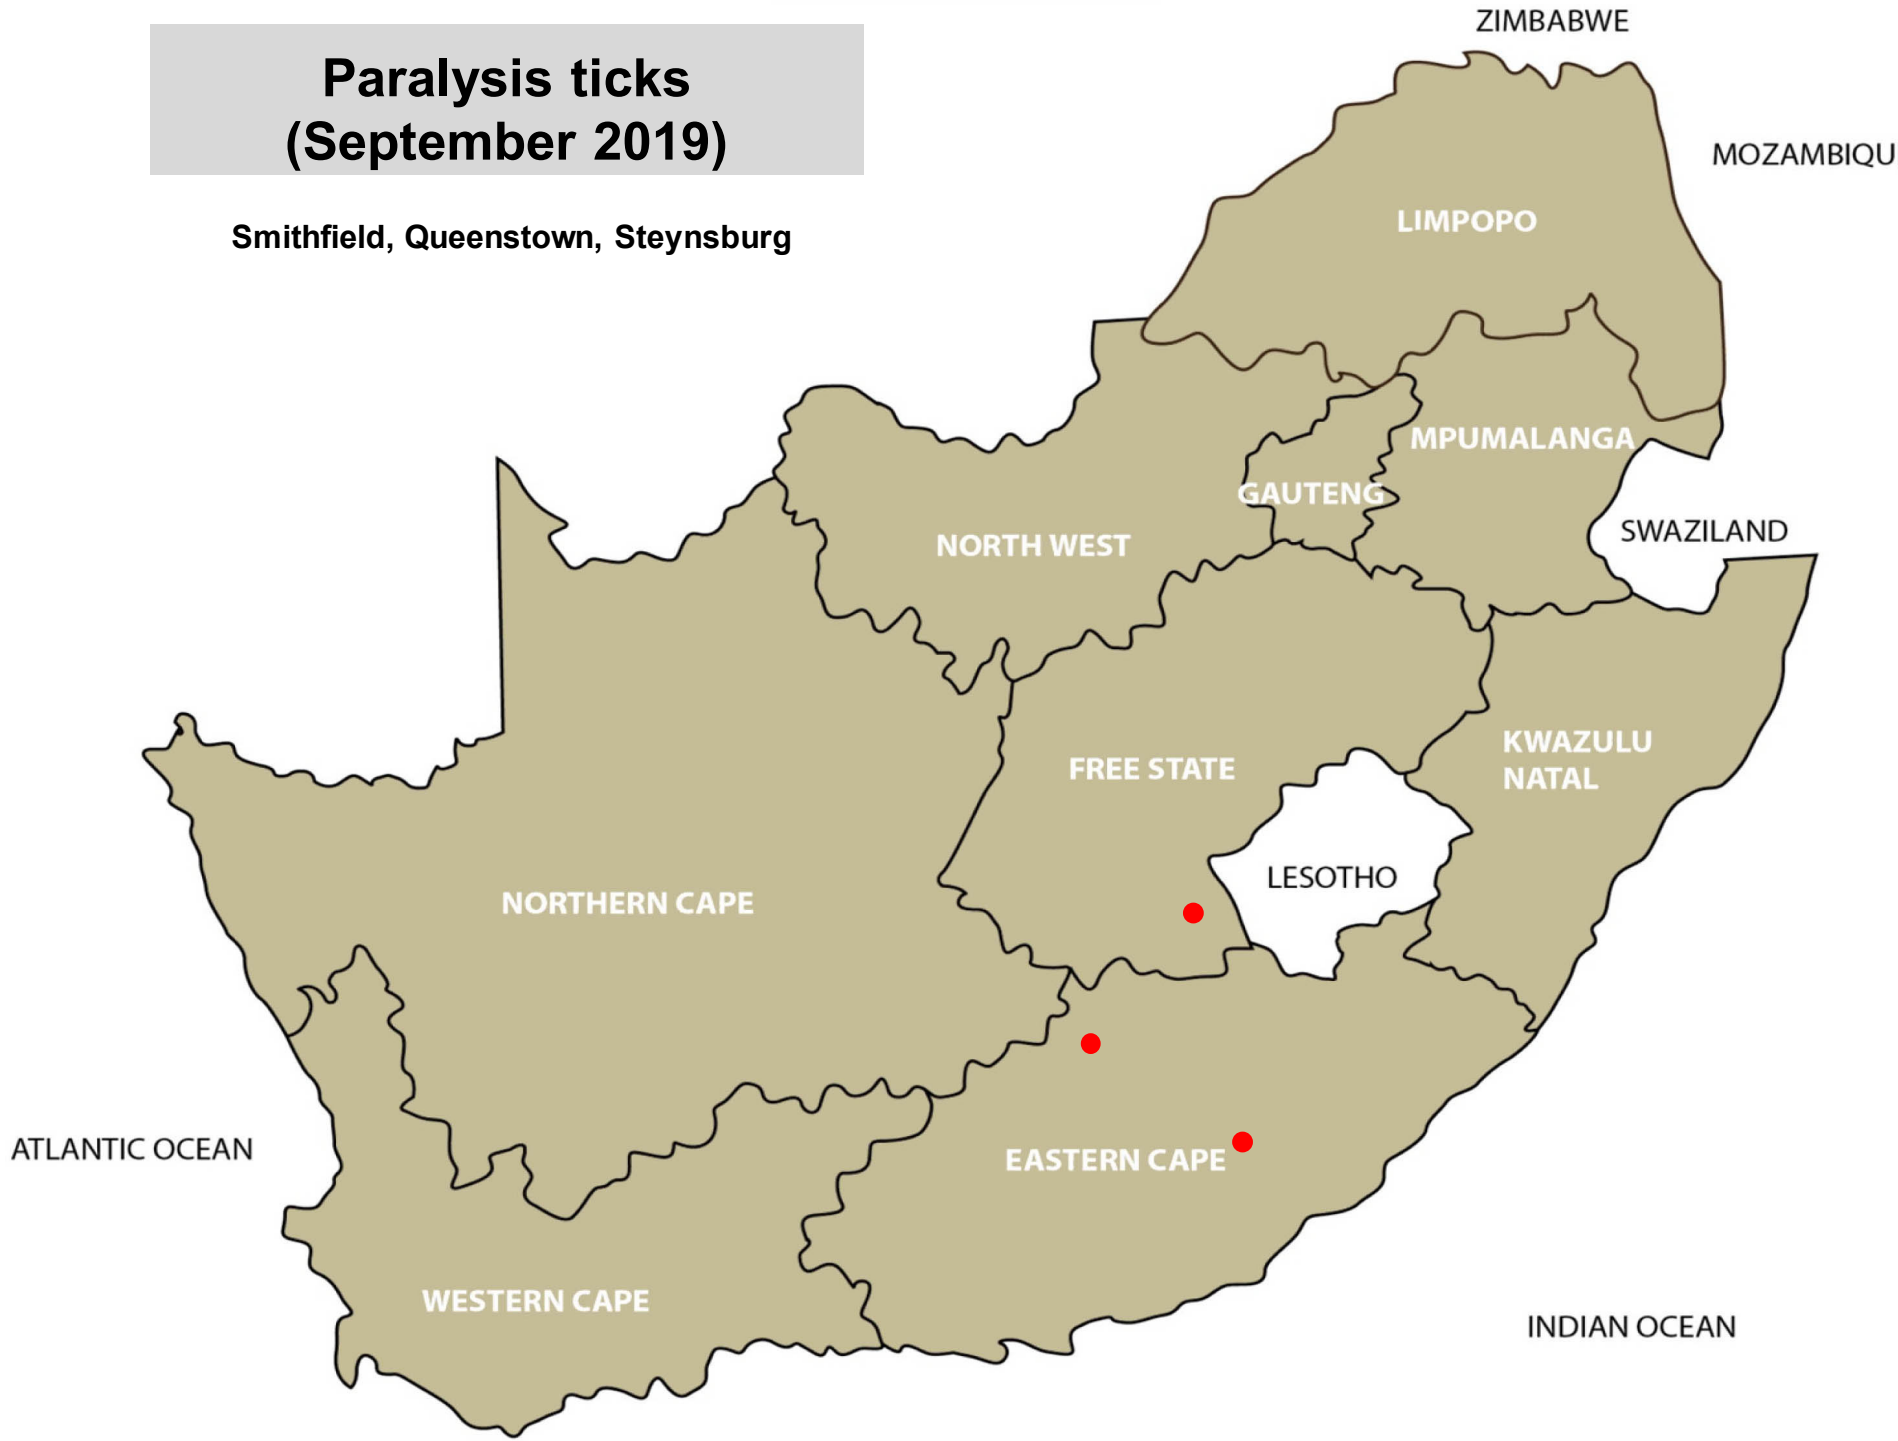 Paralysis ticks
(September 2019)
Smithfield, Queenstown, Steynsburg
ZIMBABWE
MOZAMBIQU
LIMPOPO
MPUMALANGA
GAUTENG
SWAZILAND
NORTH WEST
KWAZULU
NATAL
FREE STATE
LESOTHO
NORTHERN CAPE
ATLANTIC OCEAN
EASTERN CAPE
WESTERN CAPE
INDIAN OCEAN